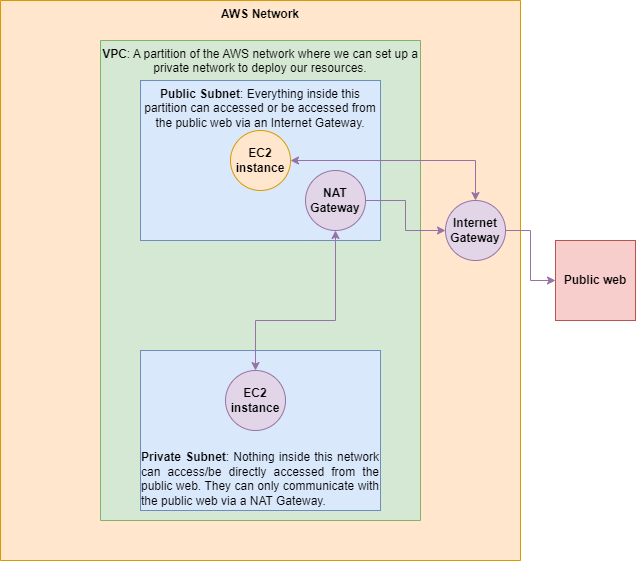 AWS Network
VPC: A partition of the AWS network where we can set up a
private network to deploy our resources.
Public Subnet: Everything inside this
partition can accessed or be accessed from
the public web via an Internet Gateway.
EC2
instance
NAT
Gateway
Internet
Gateway
Public web
EC2
instance
Private Subnet: Nothing inside this network
can access/be directly accessed from the
public web. They can only communicate with
the public web via a NAT Gateway.